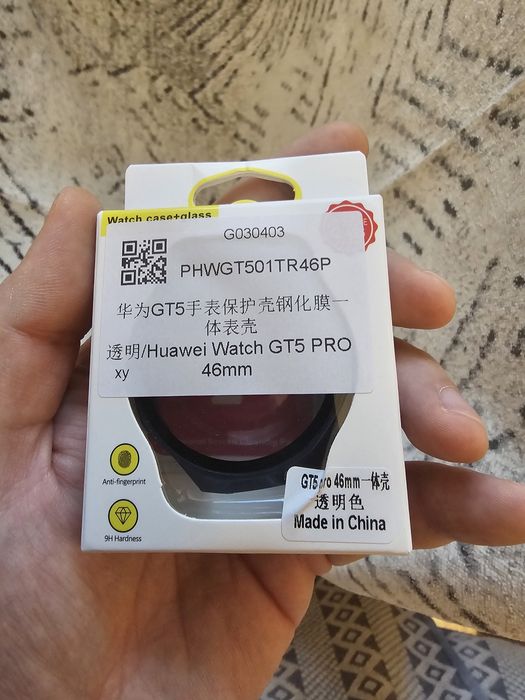 Watch case+glass
G030403
PHWGT501TR46P
华为GT5手表保护壳钢化膜一
体表壳
透明/Huawei Watch GT5 PRO
xy 46mm
Anti-fingerprint
9H Hardness
GT5 Pro 46mm一体壳
透明色
Made in China